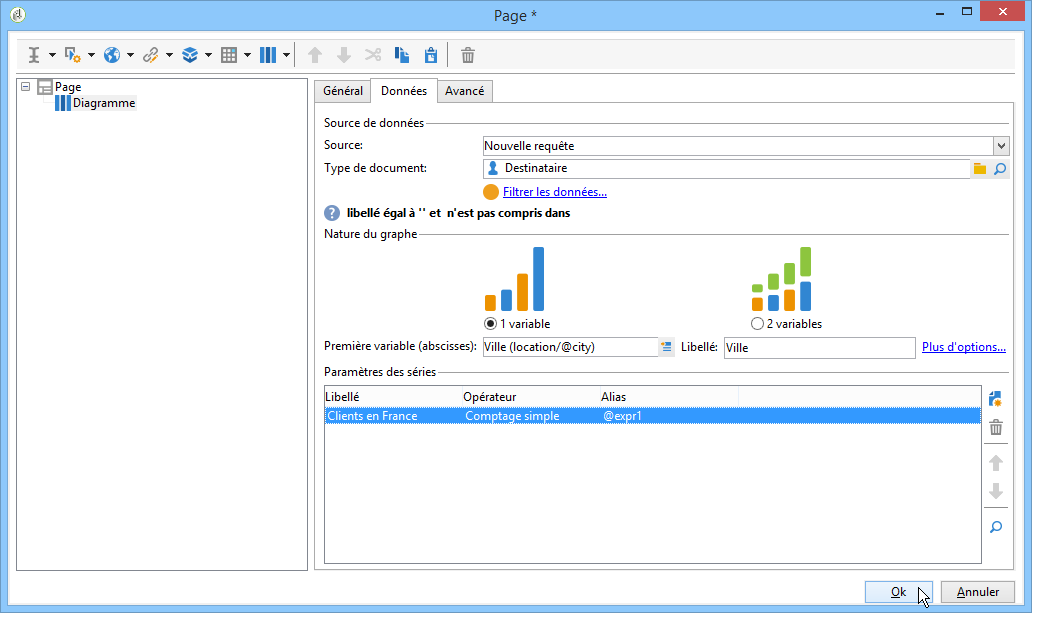 Page *
Page
Diagramme
Général Données Avancé
Source de données
Source: Nouvelle requête
Type de document: Destinataire
Filtrer les données...
? libellé égal à '' et n'est pas compris dans
Nature du graphe
1 variable 2 variables
Première variable (abscisses): Ville (location/@city) Libellé: Ville Plus d'options...
Paramètres des séries
Libellé Opérateur Alias
Clients en France Comptage simple @expr1
Ok Annuler